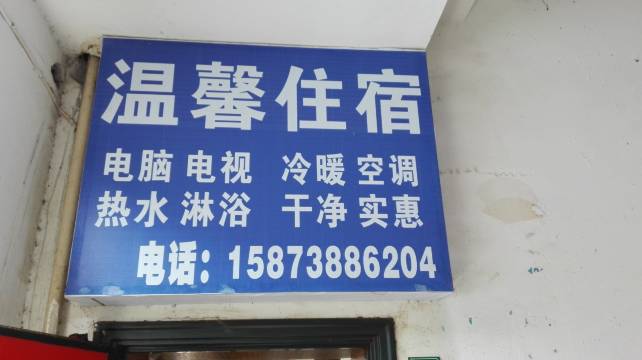 温馨住宿
电脑 电视 冷暖 空调
热水 淋浴 干净 实惠
电话：15873886204